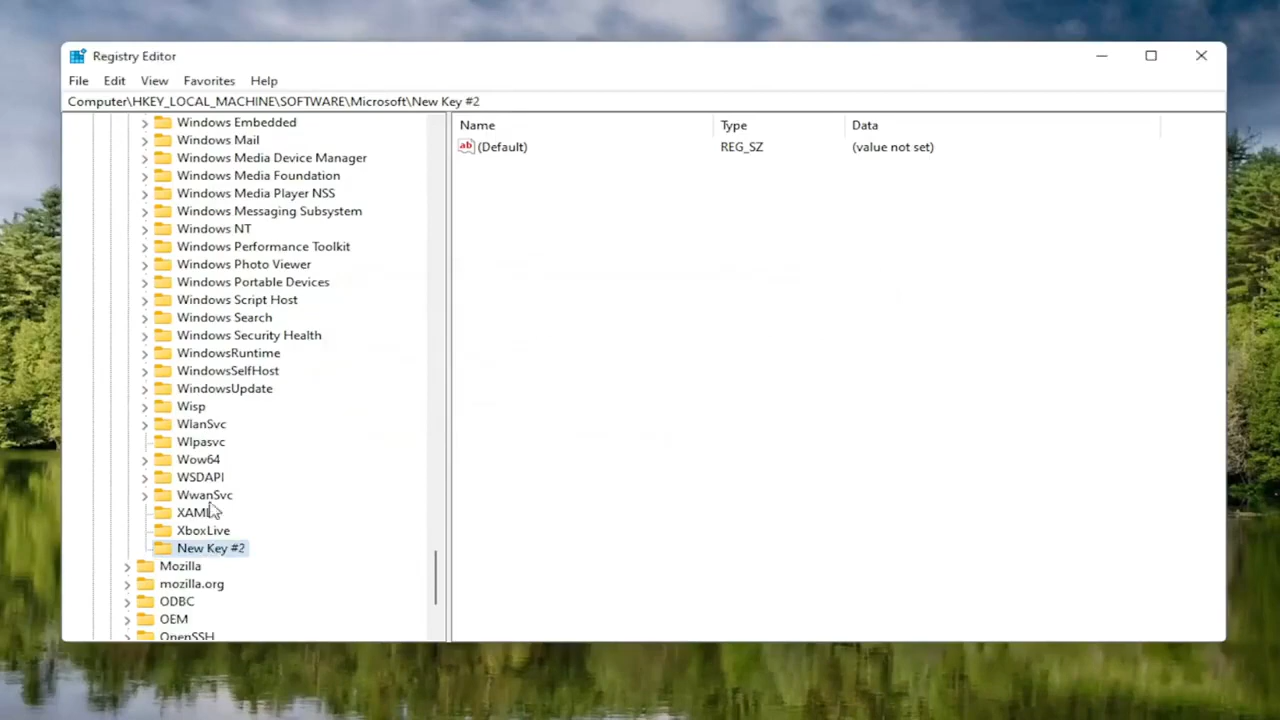 Registry Editor
File Edit View Favorites Help
Computer\HKEY_LOCAL_MACHINE\SOFTWARE\Microsoft\New Key #2
Name Type Data
ab (Default) REG_SZ (value not set)
Windows Embedded
Windows Mail
Windows Media Device Manager
Windows Media Foundation
Windows Media Player NSS
Windows Messaging Subsystem
Windows NT
Windows Performance Toolkit
Windows Photo Viewer
Windows Portable Devices
Windows Script Host
Windows Search
Windows Security Health
WindowsRuntime
WindowsSelfHost
WindowsUpdate
Wisp
WlanSvc
Wlpasvc
Wow64
WSDAPI
WwanSvc
XAML
XboxLive
New Key #2
Mozilla
mozilla.org
ODBC
OEM
OpenSSH